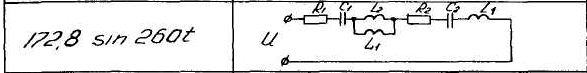 172,8 sin 260t
R₁ C₁ L₂ R₂ C₂ L₁
L₁
U